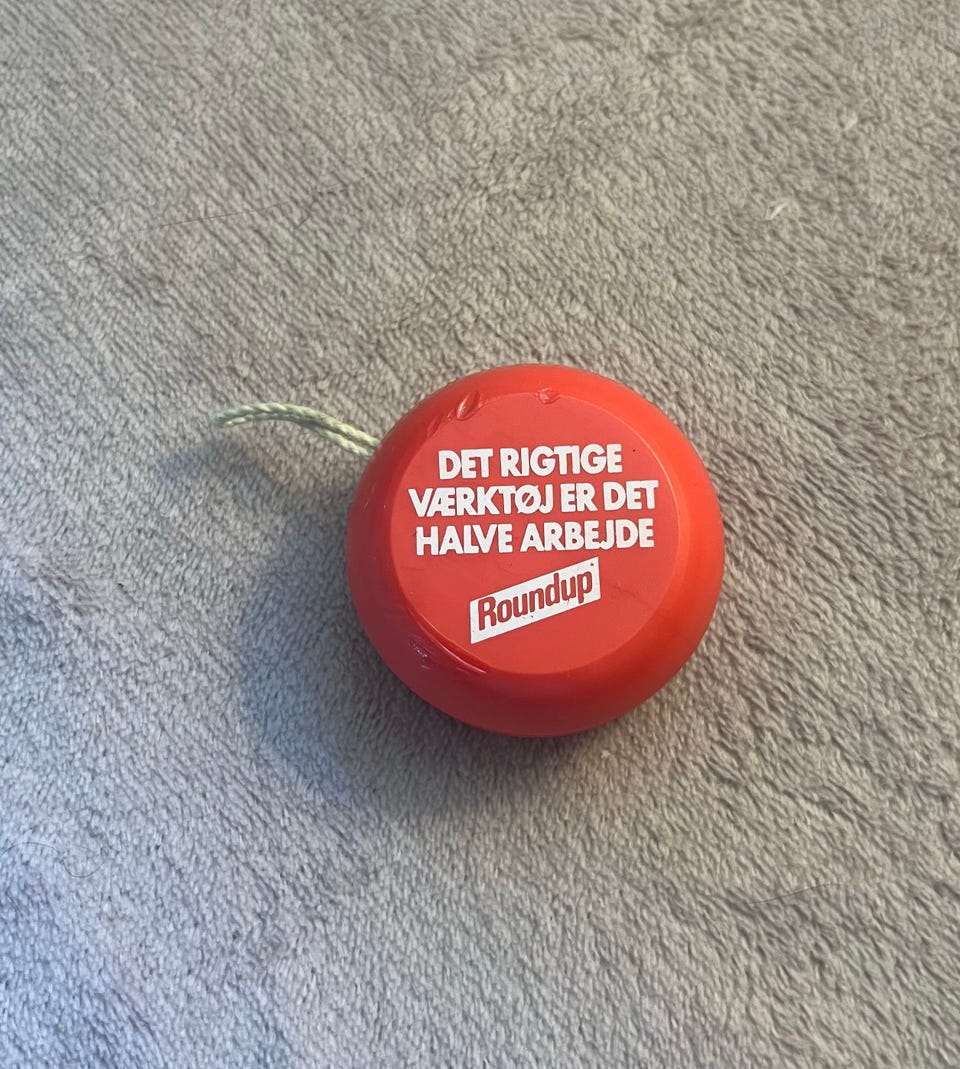 DET RIGTIGE
VÆRKTØJ ER DET
HALVE ARBEJDE
Roundup